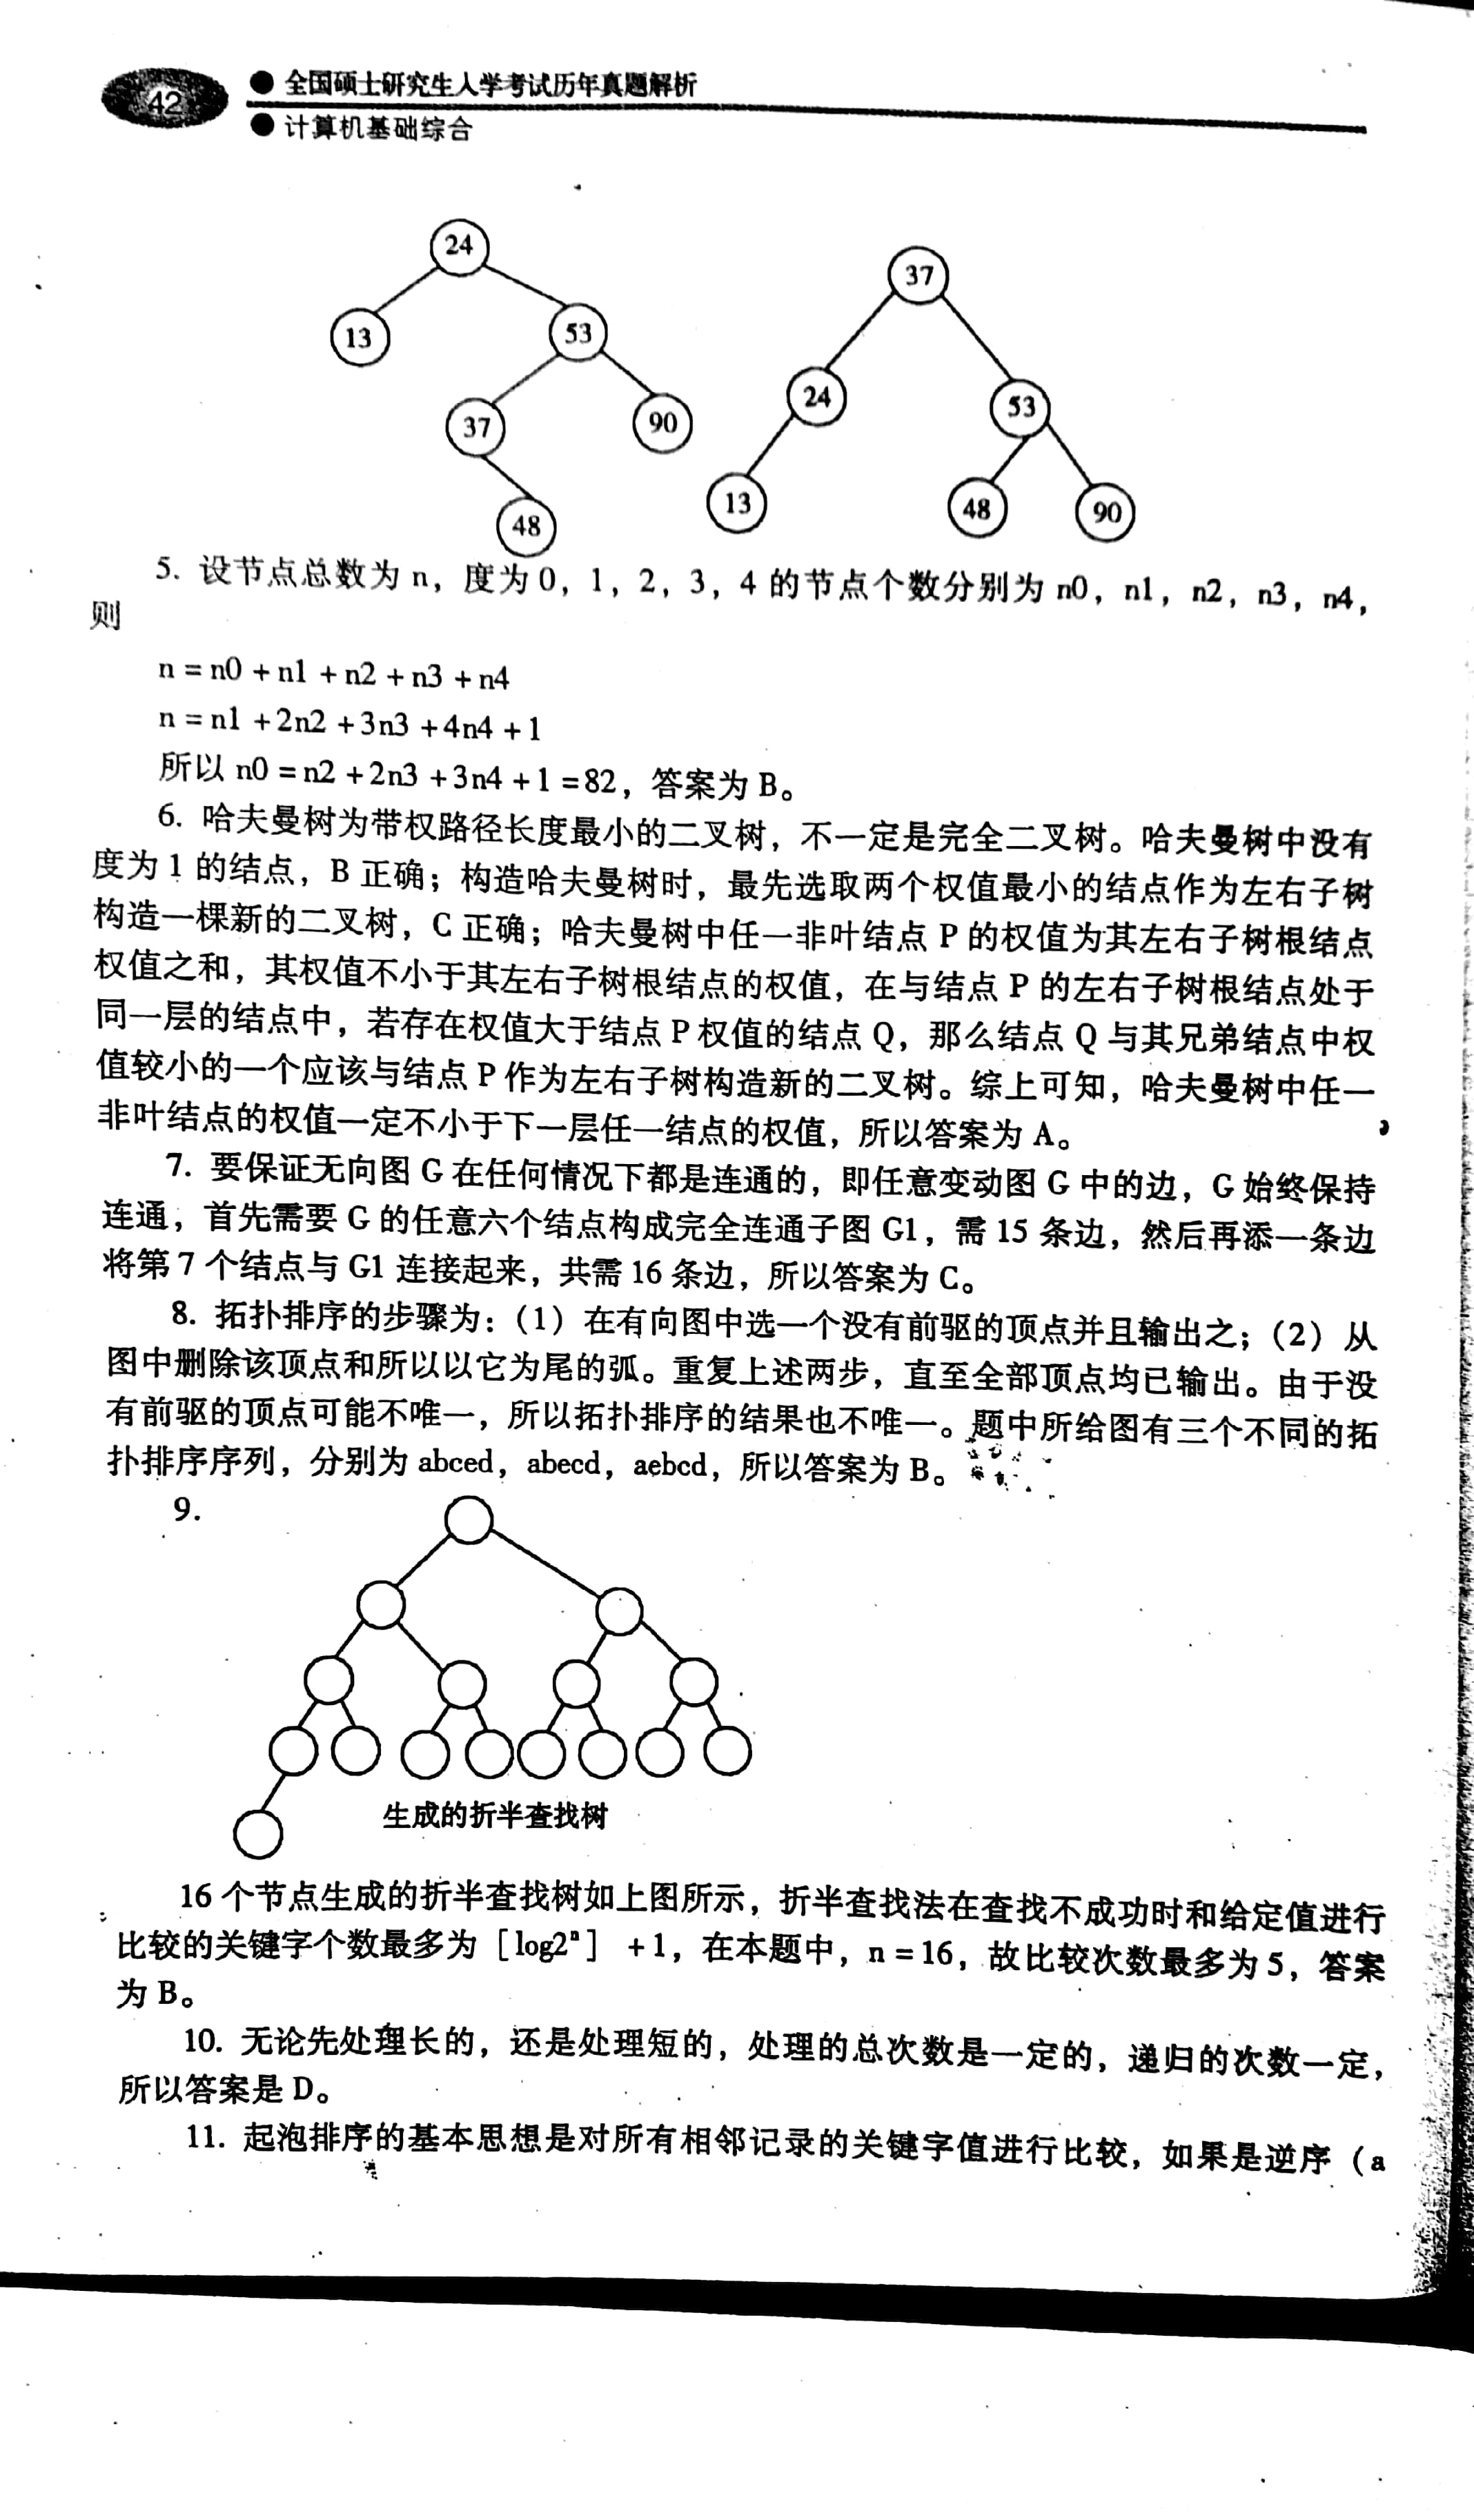 42
全国硕士研究生入学考试历年真题解析
计算机基础综合
24
37
13
53
24
53
37
90
13
48
90
48
5. 设节点总数为 n，度为 0，1，2，3，4 的节点个数分别为 n0，n1，n2，n3，n4，
则
n = n0 + n1 + n2 + n3 + n4
n = n1 + 2n2 + 3n3 + 4n4 + 1
所以 n0 = n2 + 2n3 + 3n4 + 1 = 82，答案为 B。
6. 哈夫曼树为带权路径长度最小的二叉树，不一定是完全二叉树。哈夫曼树中没有
度为 1 的结点，B 正确；构造哈夫曼树时，最先选取两个权值最小的结点作为左右子树
构造一棵新的二叉树，C 正确；哈夫曼树中任一非叶结点 P 的权值为其左右子树根结点
权值之和，其权值不小于其左右子树根结点的权值，在与结点 P 的左右子树根结点处于
同一层的结点中，若存在权值大于结点 P 权值的结点 Q，那么结点 Q 与其兄弟结点中权
值较小的一个应该与结点 P 作为左右子树构造新的二叉树。综上可知，哈夫曼树中任一
非叶结点的权值一定不小于下一层任一结点的权值，所以答案为 A。
7. 要保证无向图 G 在任何情况下都是连通的，即任意变动图 G 中的边，G 始终保持
连通，首先需要 G 的任意六个结点构成完全连通子图 G1，需 15 条边，然后再添一条边
将第 7 个结点与 G1 连接起来，共需 16 条边，所以答案为 C。
8. 拓扑排序的步骤为：（1）在有向图中选一个没有前驱的顶点并且输出之；（2）从
图中删除该顶点和所以以它为尾的弧。重复上述两步，直至全部顶点均已输出。由于没
有前驱的顶点可能不唯一，所以拓扑排序的结果也不唯一。题中所给图有三个不同的拓
扑排序序列，分别为 abced，abecd，aebcd，所以答案为 B。
9.
生成的折半查找树
16 个节点生成的折半查找树如上图所示，折半查找法在查找不成功时和给定值进行
比较的关键字个数最多为［log2ⁿ］+1，在本题中，n = 16，故比较次数最多为 5，答案
为 B。
10. 无论先处理长的，还是处理短的，处理的总次数是一定的，递归的次数一定，
所以答案是 D。
11. 起泡排序的基本思想是对所有相邻记录的关键字值进行比较，如果是逆序（a